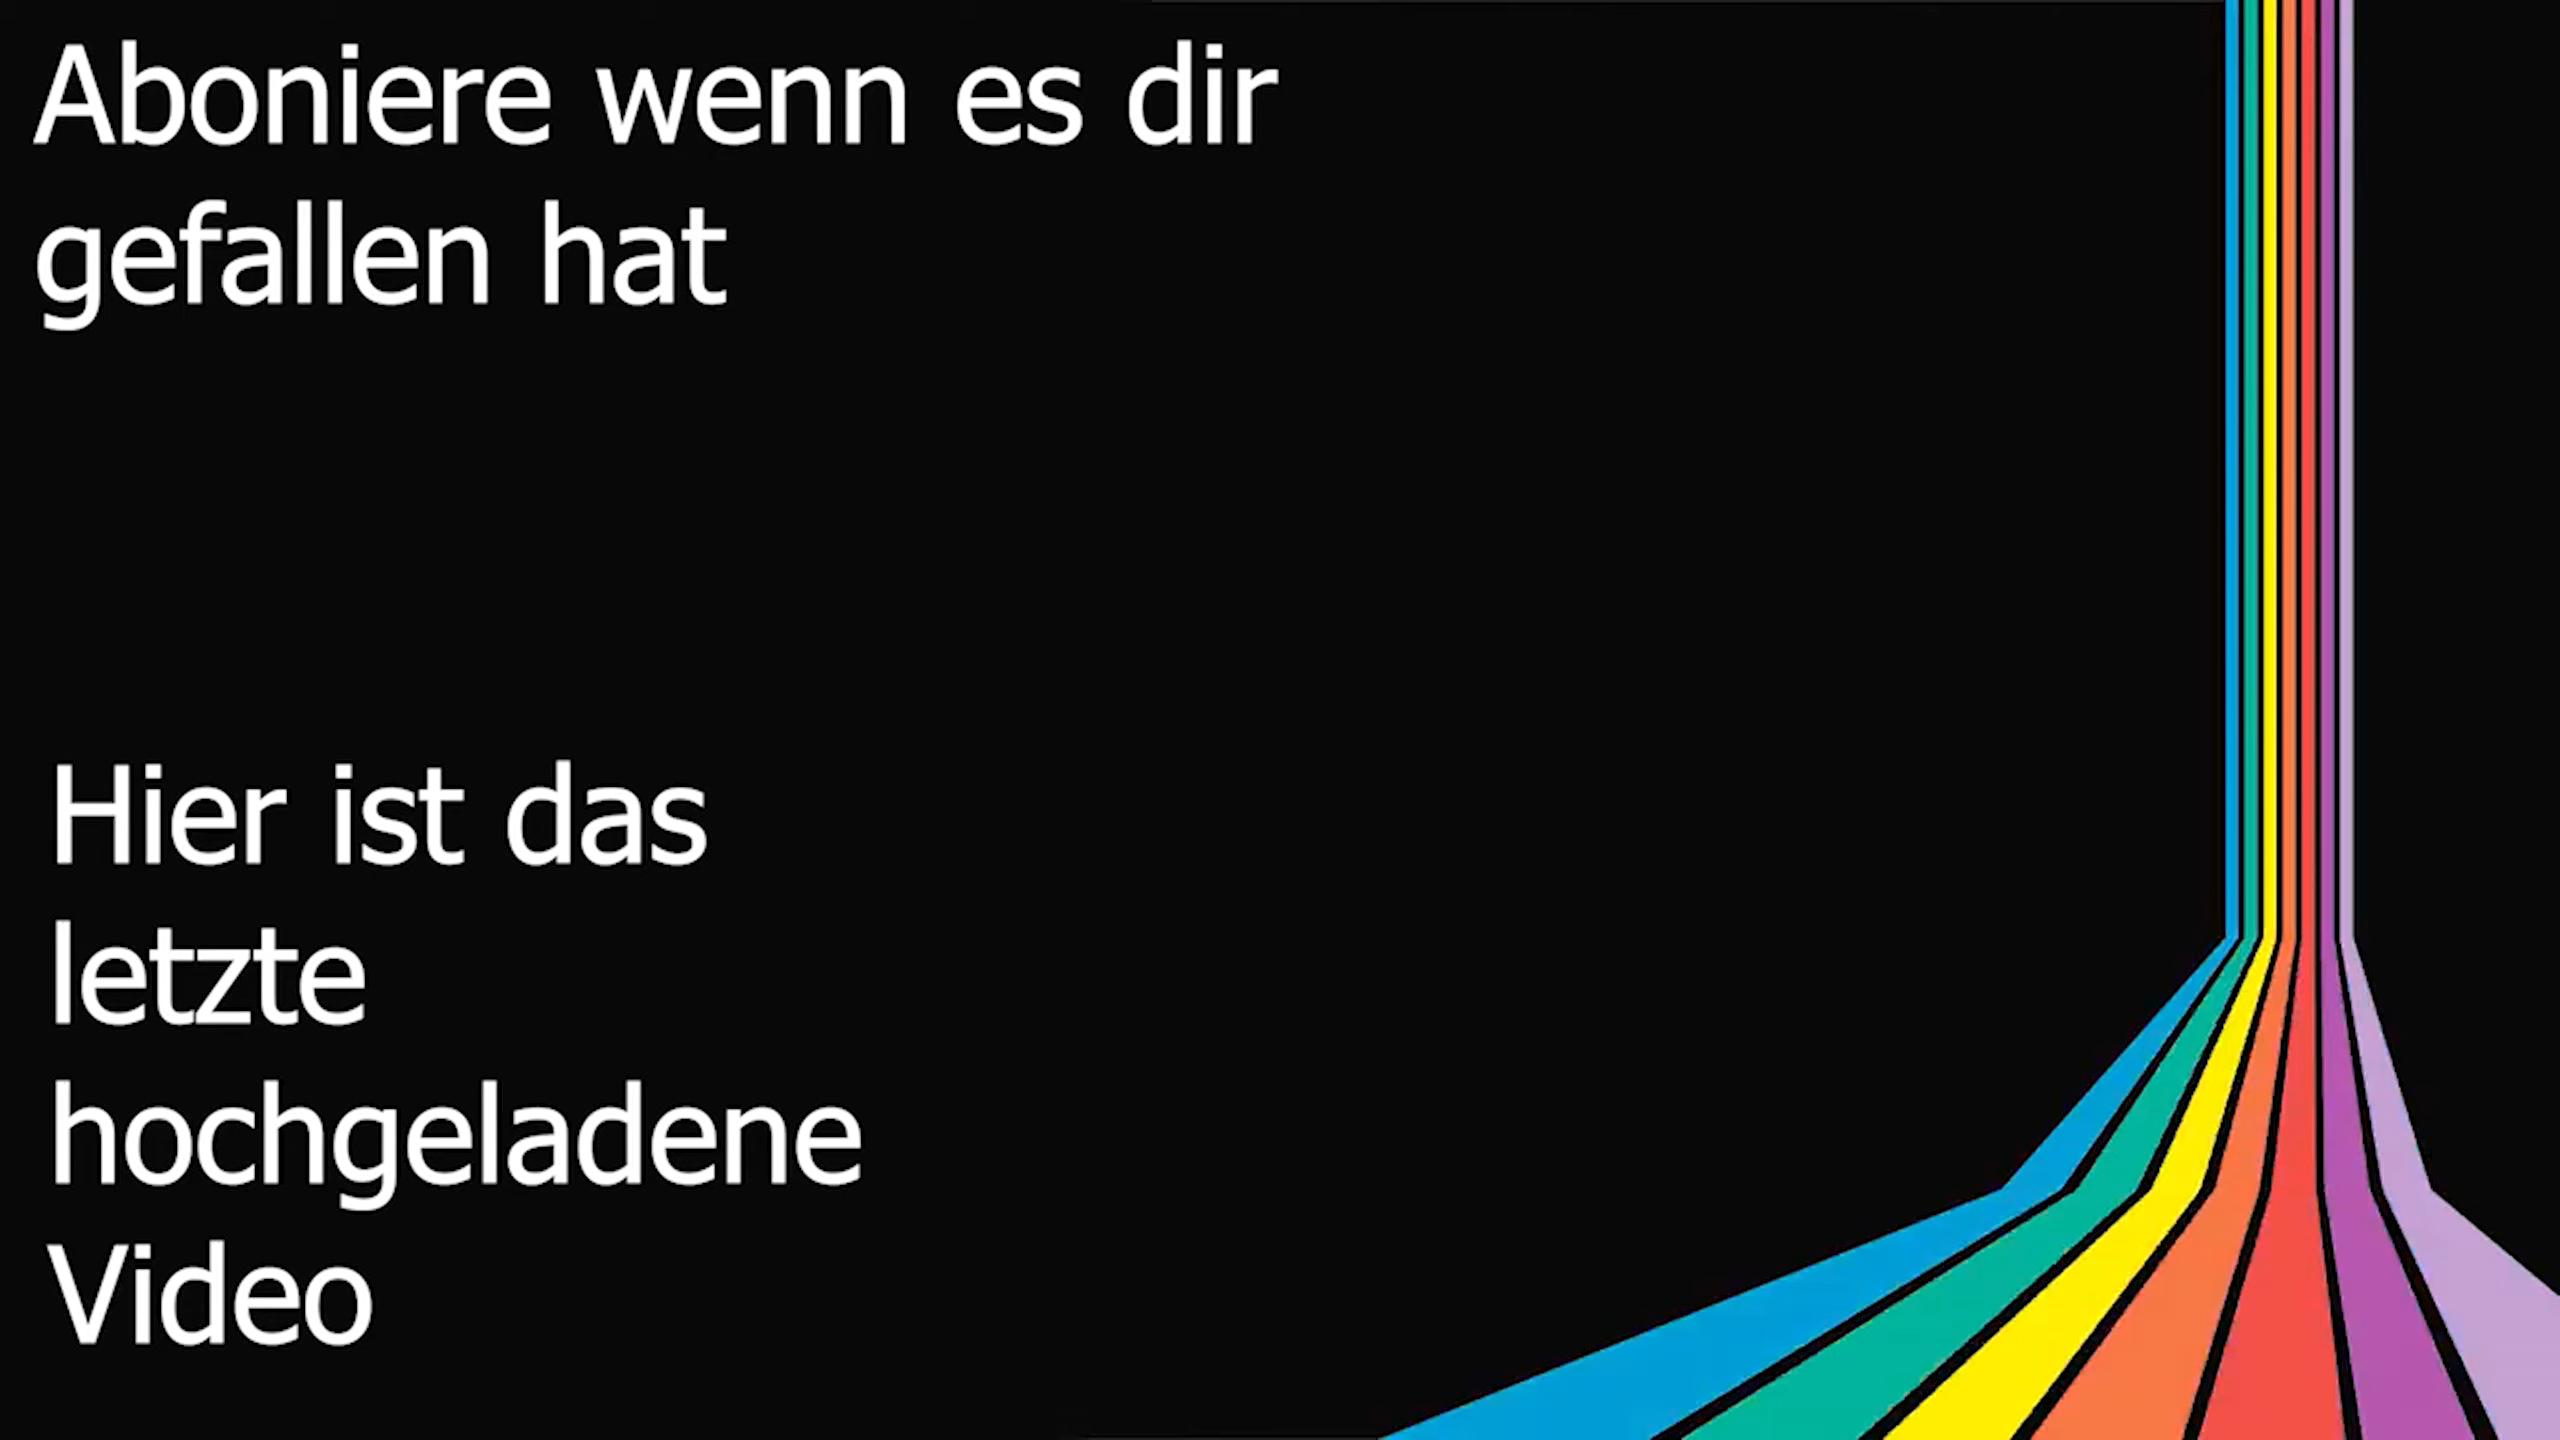 Aboniere wenn es dir
gefallen hat
Hier ist das
letzte
hochgeladene
Video